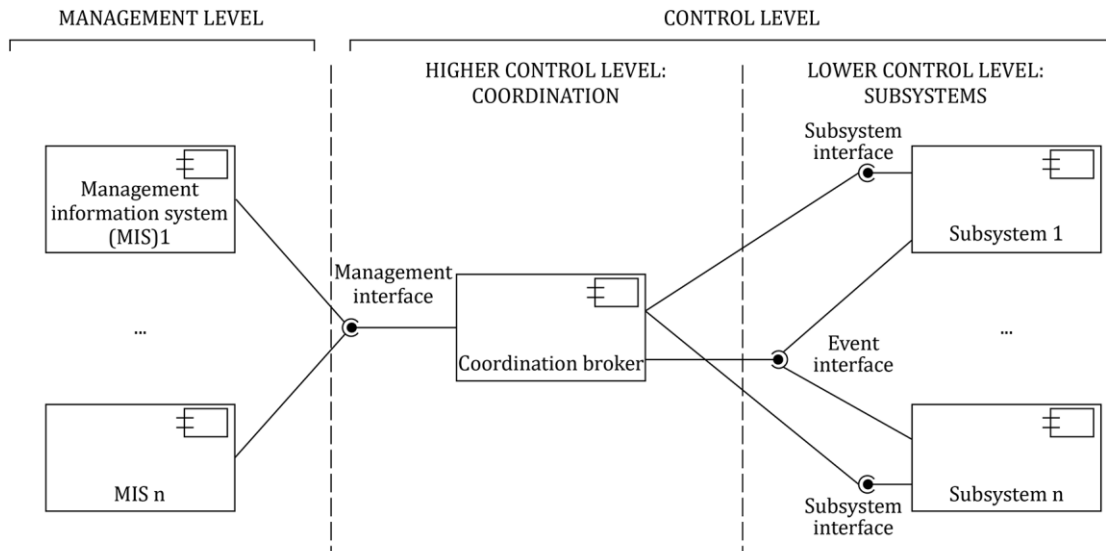 MANAGEMENT LEVEL
CONTROL LEVEL
HIGHER CONTROL LEVEL:
COORDINATION
LOWER CONTROL LEVEL:
SUBSYSTEMS
Management
information system
(MIS)1
...
MIS n
Management
interface
Coordination broker
Subsystem
interface
Subsystem 1
Event
interface
...
Subsystem n
Subsystem
interface